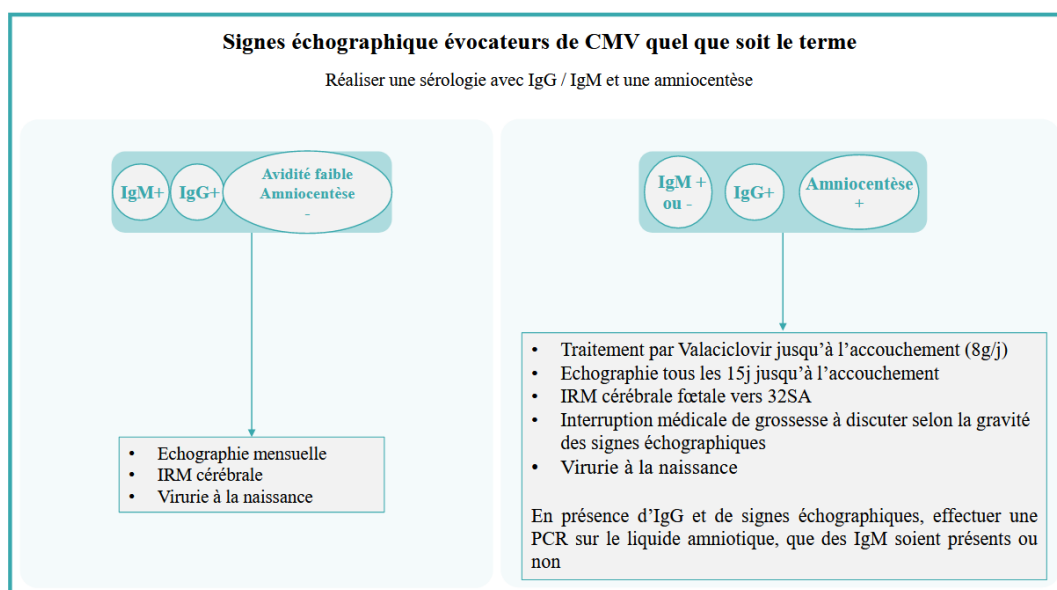 Signes échographique évocateurs de CMV quel que soit le terme
Réaliser une sérologie avec IgG / IgM et une amniocentèse
IgM+
IgG+
Avidité faible
Amniocentèse
-
• Echographie mensuelle
• IRM cérébrale
• Virurie à la naissance
IgM +
ou -
IgG+
Amniocentèse
+
• Traitement par Valaciclovir jusqu’à l’accouchement (8g/j)
• Echographie tous les 15j jusqu’à l’accouchement
• IRM cérébrale fœtale vers 32SA
• Interruption médicale de grossesse à discuter selon la gravité
des signes échographiques
• Virurie à la naissance
En présence d’IgG et de signes échographiques, effectuer une
PCR sur le liquide amniotique, que des IgM soient présents ou
non